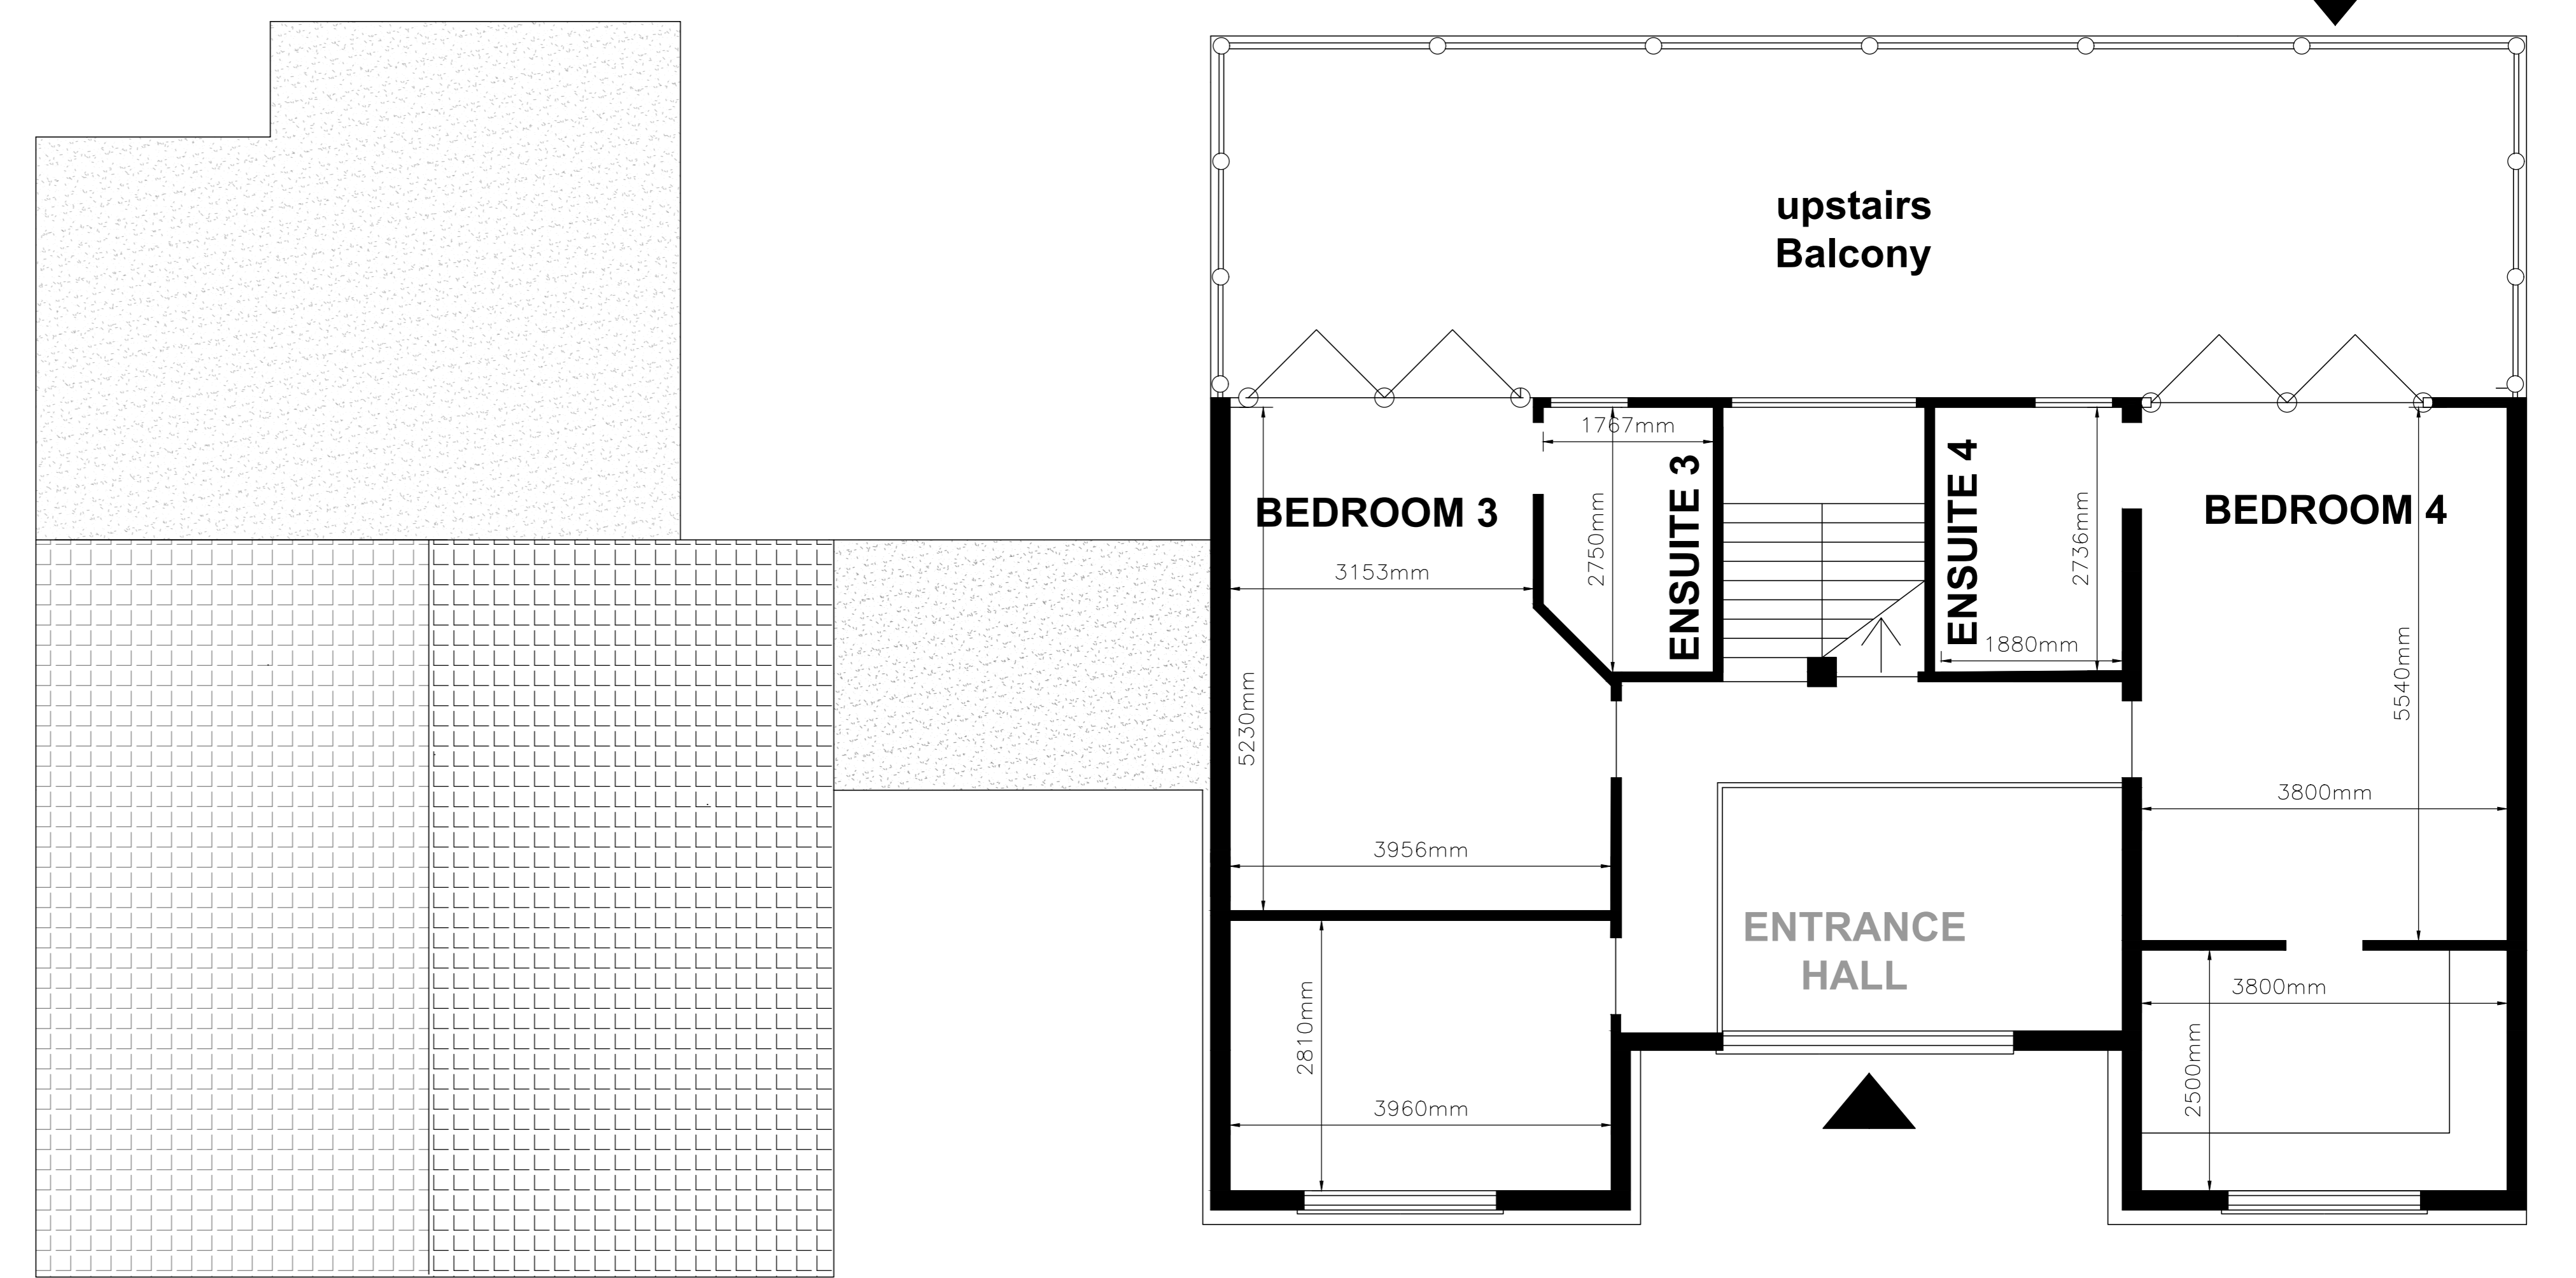 upstairs
Balcony
1767mm
BEDROOM 3
2750mm
ENSUITE 3
ENSUITE 4
2736mm
BEDROOM 4
3153mm
1880mm
5230mm
5540mm
3800mm
3956mm
ENTRANCE
HALL
3800mm
2810mm
2500mm
3960mm